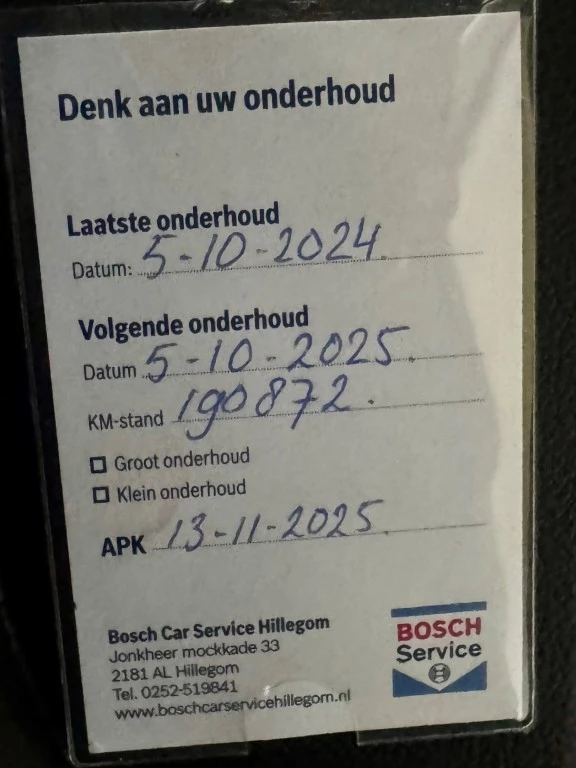 Denk aan uw onderhoud
Laatste onderhoud
Datum: 5-10-2024.
Volgende onderhoud
Datum 5-10-2025.
KM-stand 190872.
Groot onderhoud
Klein onderhoud
APK 13-11-2025.
Bosch Car Service Hillegom
Jonkheer mockkade 33
2181 AL Hillegom
Tel. 0252-519841
www.boschcarservicehillegom.nl
BOSCH
Service